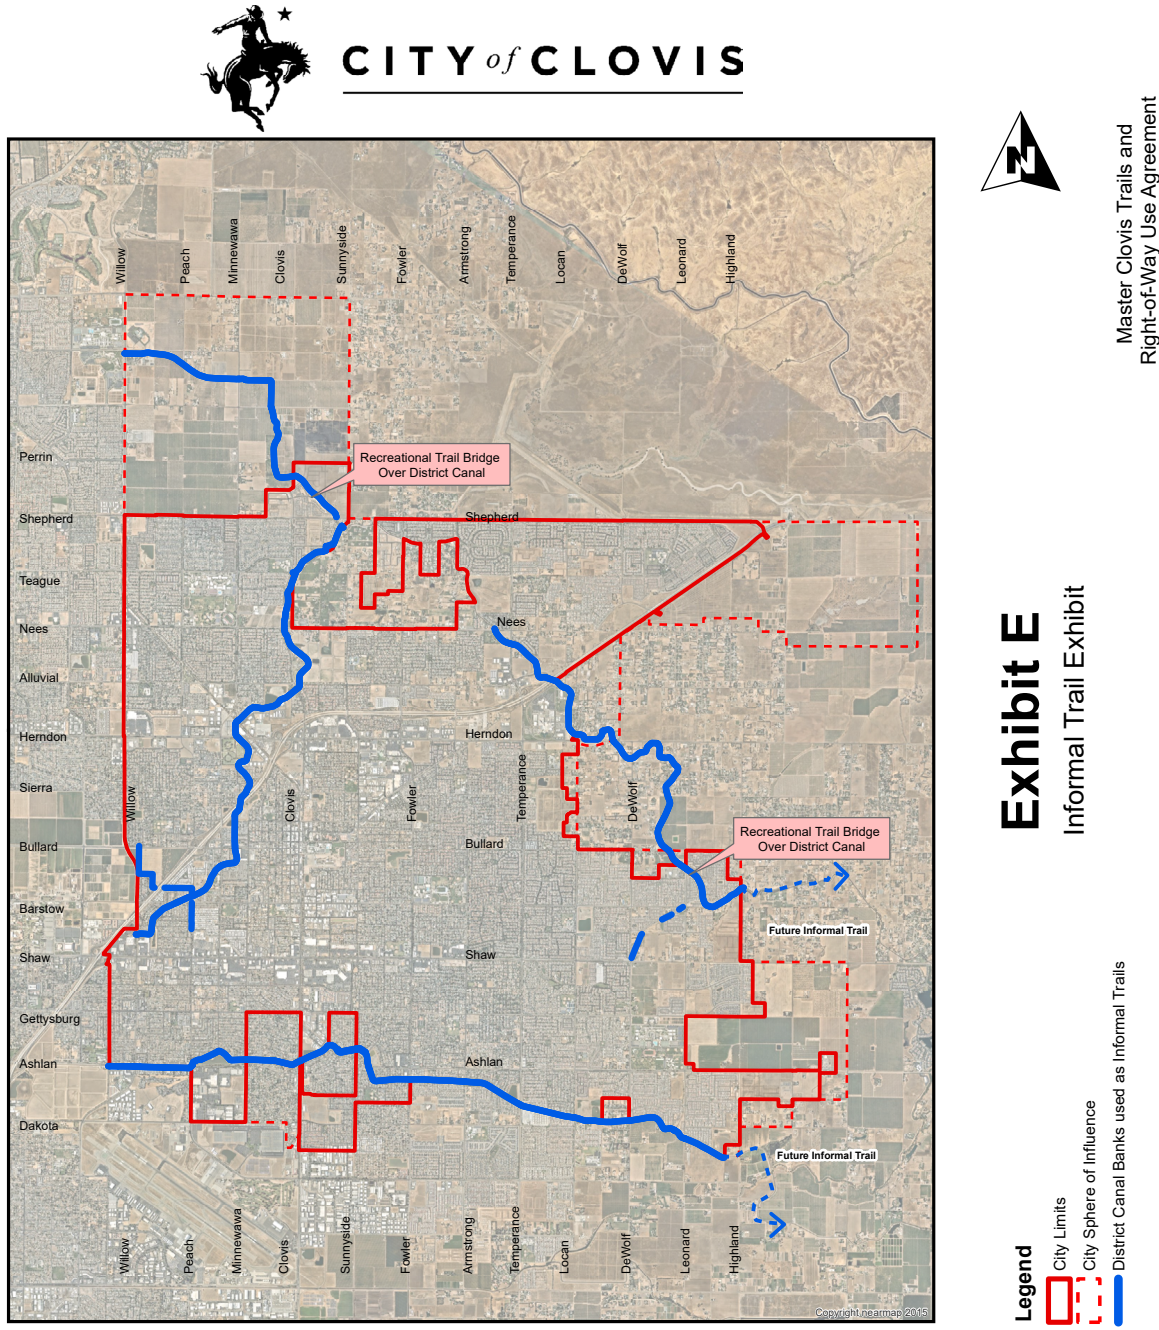 CITY of CLOVIS
Willow
Peach
Minnewawa
Clovis
Sunnyside
Fowler
Armstrong
Temperance
Locan
DeWolf
Leonard
Highland
Perrin
Shepherd
Teague
Nees
Alluvial
Herndon
Sierra
Bullard
Barstow
Shaw
Gettysburg
Ashlan
Dakota
Recreational Trail Bridge
Over District Canal
Shepherd
Nees
Herndon
Willow
Clovis
Fowler
Temperance
DeWolf
Bullard
Recreational Trail Bridge
Over District Canal
Future Informal Trail
Shaw
Ashlan
Future Informal Trail
Willow
Peach
Minnewawa
Clovis
Sunnyside
Fowler
Armstrong
Temperance
Locan
DeWolf
Leonard
Highland
Copyright nearmap 2015
N
Master Clovis Trails and
Right-of-Way Use Agreement
Exhibit E
Informal Trail Exhibit
Legend
City Limits
City Sphere of Influence
District Canal Banks used as Informal Trails